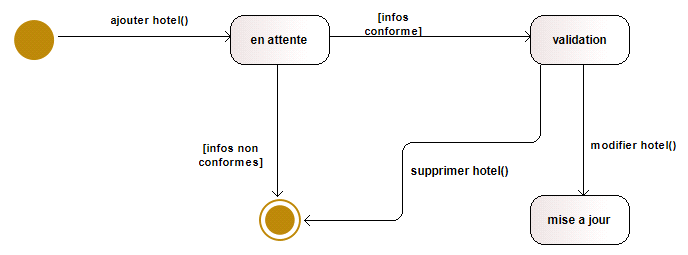 ajouter hotel()
[infos
conforme]
en attente
validation
[infos non
conformes]
modifier hotel()
supprimer hotel()
mise a jour